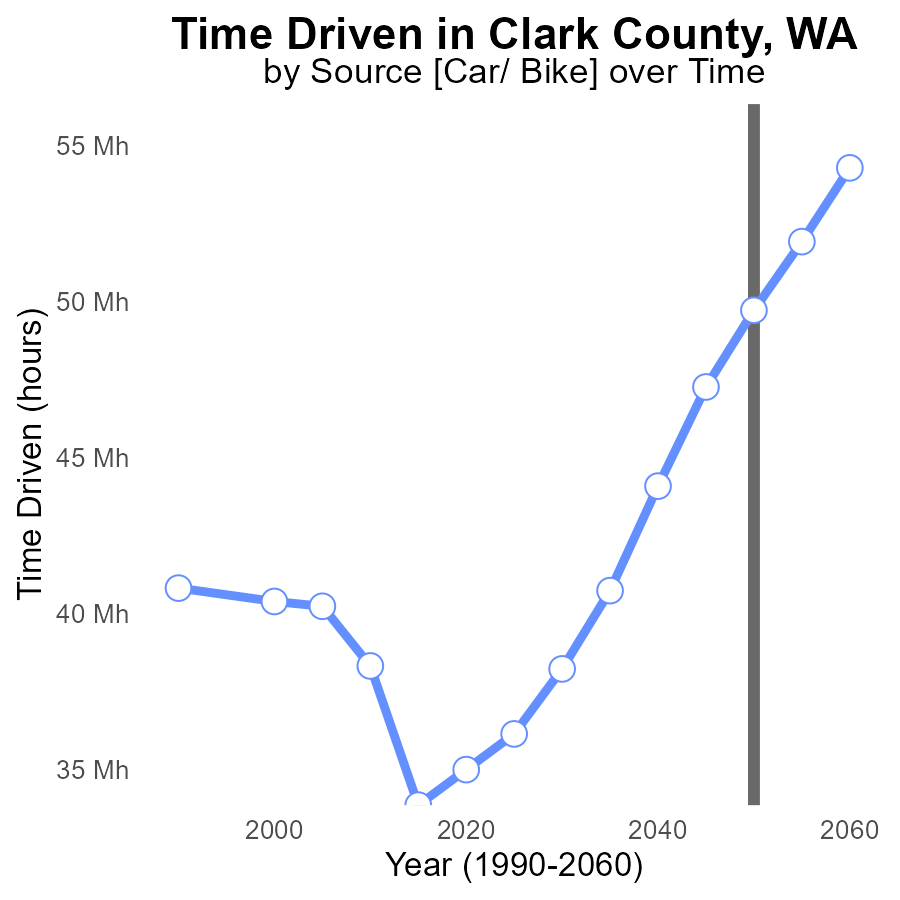 Time Driven in Clark County, WA
by Source [Car/ Bike] over Time
55 Mh
50 Mh
45 Mh
40 Mh
35 Mh
Time Driven (hours)
2000 2020 2040 2060
Year (1990-2060)